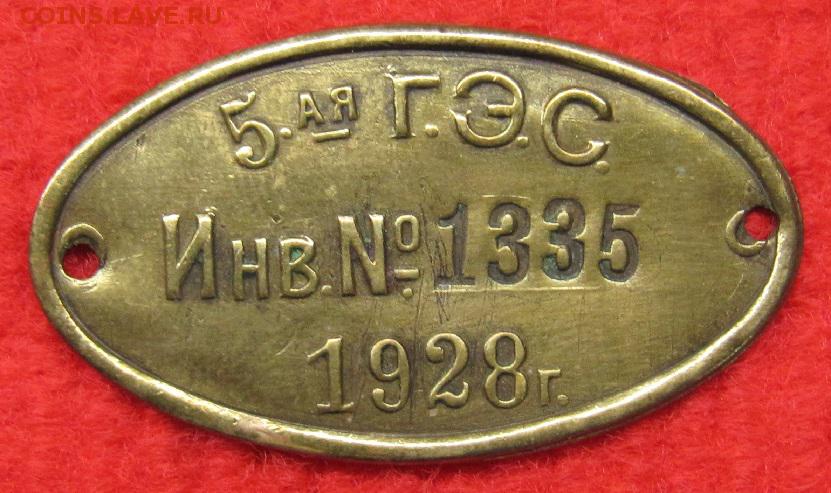 COINS.LAVE.RU
5.ая Г.Э.С.
Инв.№ 1335
1928 г.